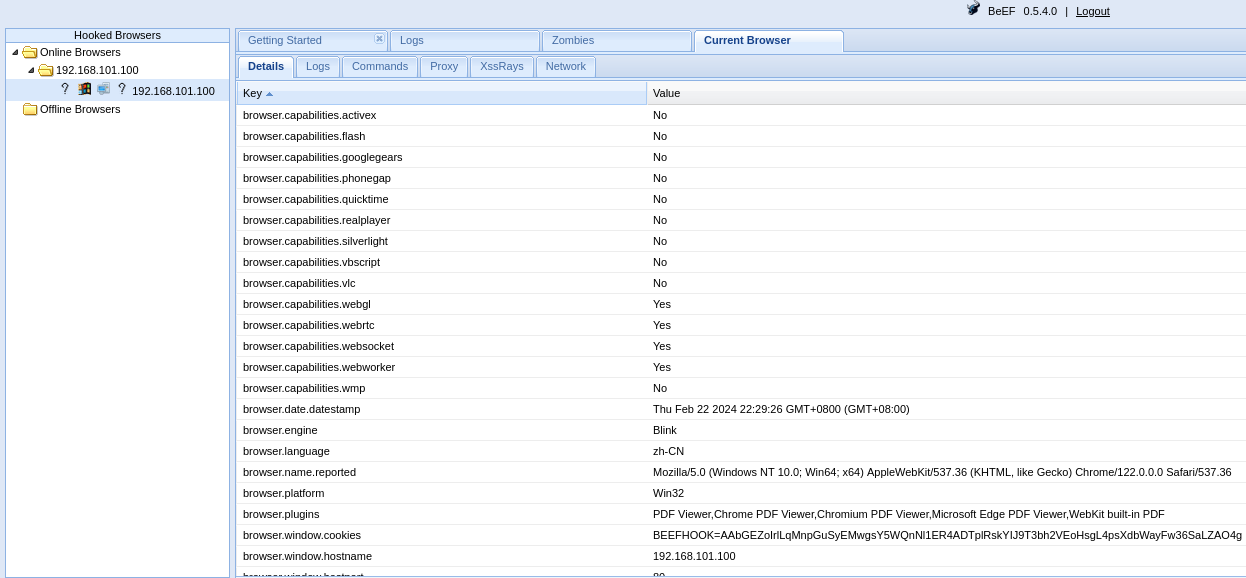 BeEF 0.5.4.0 | Logout
Hooked Browsers
Online Browsers
192.168.101.100
? ? 192.168.101.100
Offline Browsers
Getting Started Logs Zombies Current Browser
Details Logs Commands Proxy XssRays Network
Key Value
browser.capabilities.activex No
browser.capabilities.flash No
browser.capabilities.googlegears No
browser.capabilities.phonegap No
browser.capabilities.quicktime No
browser.capabilities.realplayer No
browser.capabilities.silverlight No
browser.capabilities.vbscript No
browser.capabilities.vlc No
browser.capabilities.webgl Yes
browser.capabilities.webrtc Yes
browser.capabilities.websocket Yes
browser.capabilities.webworker Yes
browser.capabilities.wmp No
browser.date.datestamp Thu Feb 22 2024 22:29:26 GMT+0800 (GMT+08:00)
browser.engine Blink
browser.language zh-CN
browser.name.reported Mozilla/5.0 (Windows NT 10.0; Win64; x64) AppleWebKit/537.36 (KHTML, like Gecko) Chrome/122.0.0.0 Safari/537.36
browser.platform Win32
browser.plugins PDF Viewer,Chrome PDF Viewer,Chromium PDF Viewer,Microsoft Edge PDF Viewer,WebKit built-in PDF
browser.window.cookies BEEFHOOK=AAbGEZoIrlLqMnpGuSyEMwgsY5WQnNl1ER4ADTplRskYIJ9T3bh2VEoHsgL4psXdbWayFw36SaLZAO4g
browser.window.hostname 192.168.101.100
browser.window.hostport 80